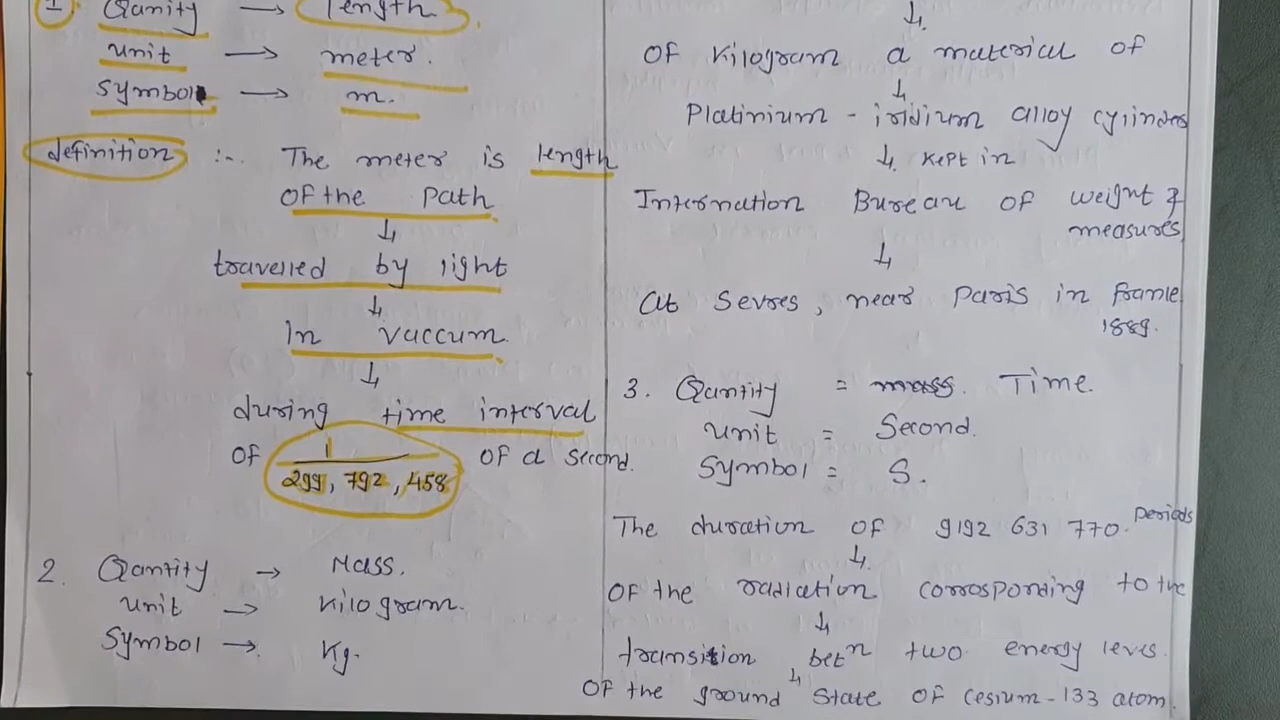 1. Qanity → length.
unit → meter.
Symbol → m.
definition :-. The meter is length
of the path
↓
travelled by light
↓
In vaccum.
↓
during time interval
of 1/299,792,458 of a second.
2. Qantity → Mass.
unit → Kilogram.
Symbol → Kg.
↓
of Kilogram a material of
↓
Platinium - iridium alloy cylinder
↓ Kept in
Internation Bureau of weight &
measures
↓
At Sevres, near Paris in France
1889.
3. Qantity = mass. Time.
unit = Second.
Symbol = S.
The duration of 9192 631 770. periods
↓
of the radiation corrosponding to the
↓
transition betn two energy leves.
↓
of the ground state of cesium-133 atom.